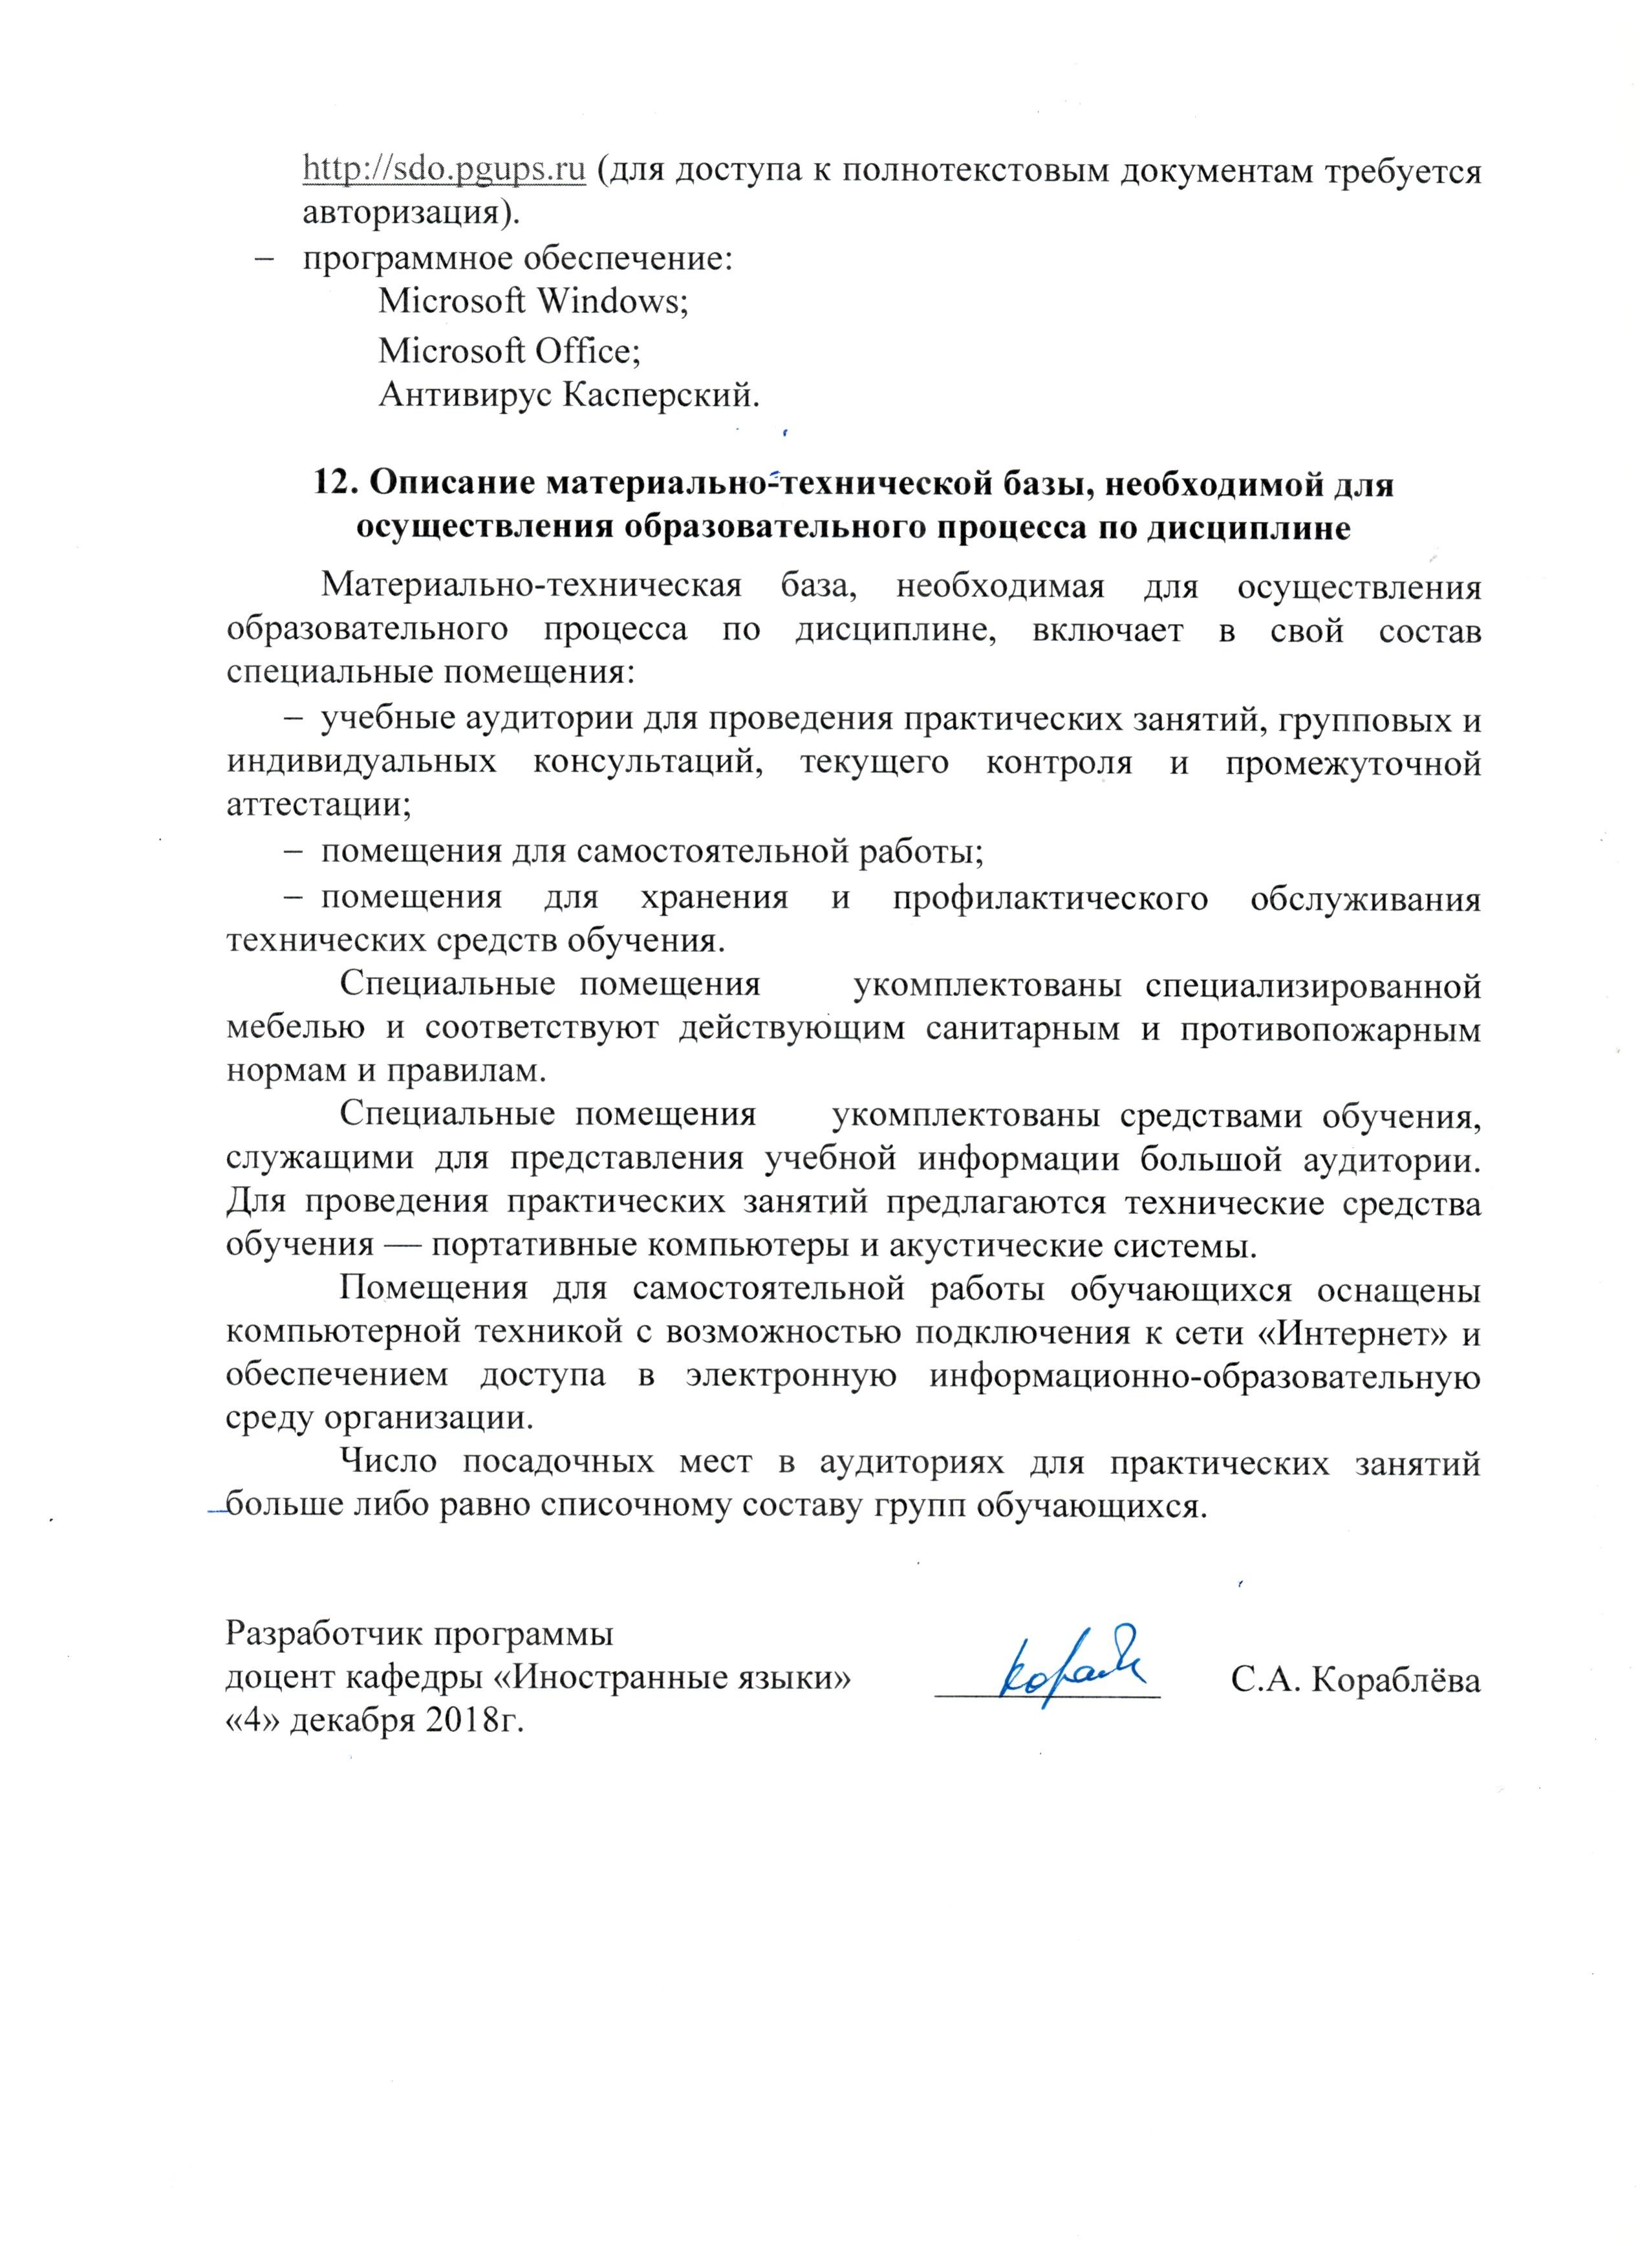 http://sdo.pgups.ru (для доступа к полнотекстовым документам требуется
авторизация).
– программное обеспечение:
Microsoft Windows;
Microsoft Office;
Антивирус Касперский.
12. Описание материально-технической базы, необходимой для
осуществления образовательного процесса по дисциплине
Материально-техническая база, необходимая для осуществления
образовательного процесса по дисциплине, включает в свой состав
специальные помещения:
– учебные аудитории для проведения практических занятий, групповых и
индивидуальных консультаций, текущего контроля и промежуточной
аттестации;
– помещения для самостоятельной работы;
– помещения для хранения и профилактического обслуживания
технических средств обучения.
Специальные помещения укомплектованы специализированной
мебелью и соответствуют действующим санитарным и противопожарным
нормам и правилам.
Специальные помещения укомплектованы средствами обучения,
служащими для представления учебной информации большой аудитории.
Для проведения практических занятий предлагаются технические средства
обучения — портативные компьютеры и акустические системы.
Помещения для самостоятельной работы обучающихся оснащены
компьютерной техникой с возможностью подключения к сети «Интернет» и
обеспечением доступа в электронную информационно-образовательную
среду организации.
Число посадочных мест в аудиториях для практических занятий
больше либо равно списочному составу групп обучающихся.
Разработчик программы
доцент кафедры «Иностранные языки» С.А. Кораблёва
«4» декабря 2018г.